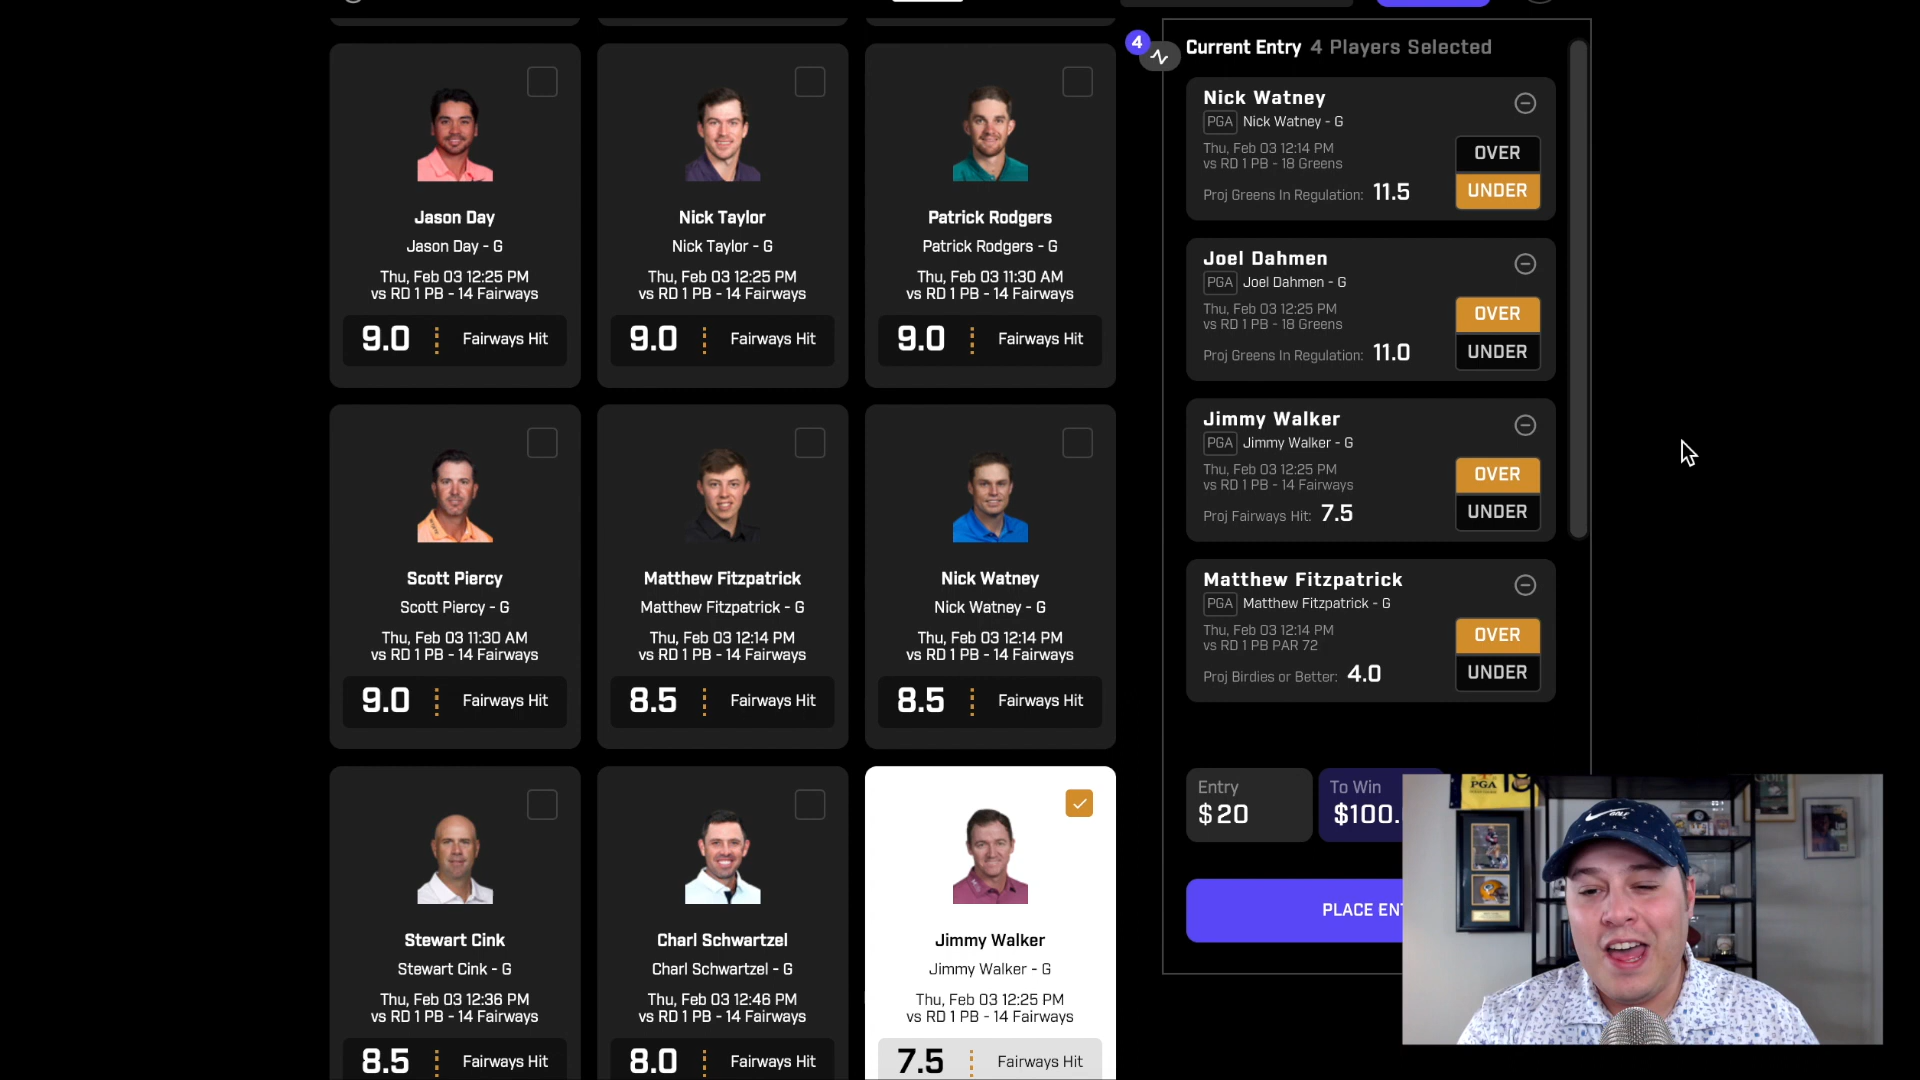 Jason Day
Jason Day - G
Thu, Feb 03 12:25 PM
vs RD 1 PB - 14 Fairways
9.0 Fairways Hit
Nick Taylor
Nick Taylor - G
Thu, Feb 03 12:25 PM
vs RD 1 PB - 14 Fairways
9.0 Fairways Hit
Patrick Rodgers
Patrick Rodgers - G
Thu, Feb 03 11:30 AM
vs RD 1 PB - 14 Fairways
9.0 Fairways Hit
Scott Piercy
Scott Piercy - G
Thu, Feb 03 11:30 AM
vs RD 1 PB - 14 Fairways
9.0 Fairways Hit
Matthew Fitzpatrick
Matthew Fitzpatrick - G
Thu, Feb 03 12:14 PM
vs RD 1 PB - 14 Fairways
8.5 Fairways Hit
Nick Watney
Nick Watney - G
Thu, Feb 03 12:14 PM
vs RD 1 PB - 14 Fairways
8.5 Fairways Hit
Stewart Cink
Stewart Cink - G
Thu, Feb 03 12:36 PM
vs RD 1 PB - 14 Fairways
8.5 Fairways Hit
Charl Schwartzel
Charl Schwartzel - G
Thu, Feb 03 12:46 PM
vs RD 1 PB - 14 Fairways
8.0 Fairways Hit
Jimmy Walker
Jimmy Walker - G
Thu, Feb 03 12:25 PM
vs RD 1 PB - 14 Fairways
7.5 Fairways Hit
4
Current Entry 4 Players Selected
Nick Watney
PGA Nick Watney - G
Thu, Feb 03 12:14 PM
vs RD 1 PB - 18 Greens
Proj Greens In Regulation: 11.5
OVER
UNDER
Joel Dahmen
PGA Joel Dahmen - G
Thu, Feb 03 12:25 PM
vs RD 1 PB - 18 Greens
Proj Greens In Regulation: 11.0
OVER
UNDER
Jimmy Walker
PGA Jimmy Walker - G
Thu, Feb 03 12:25 PM
vs RD 1 PB - 14 Fairways
Proj Fairways Hit: 7.5
OVER
UNDER
Matthew Fitzpatrick
PGA Matthew Fitzpatrick - G
Thu, Feb 03 12:14 PM
vs RD 1 PB PAR 72
Proj Birdies or Better: 4.0
OVER
UNDER
Entry
$20
To Win
$100.
PLACE ENT
PGA